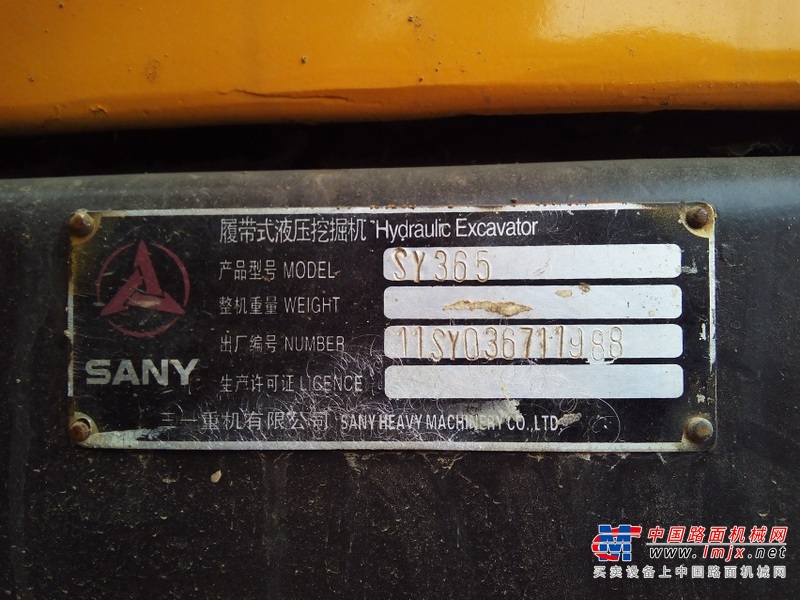 履带式液压挖掘机 Hydraulic Excavator
产品型号 MODEL SY365
整机重量 WEIGHT
出厂编号 NUMBER 11SY036711988
生产许可证 LICENCE
SANY
三一重机有限公司 SANY HEAVY MACHINERY CO.,LTD
中国路面机械网
www.lmjx.net
买卖设备上中国路面机械网